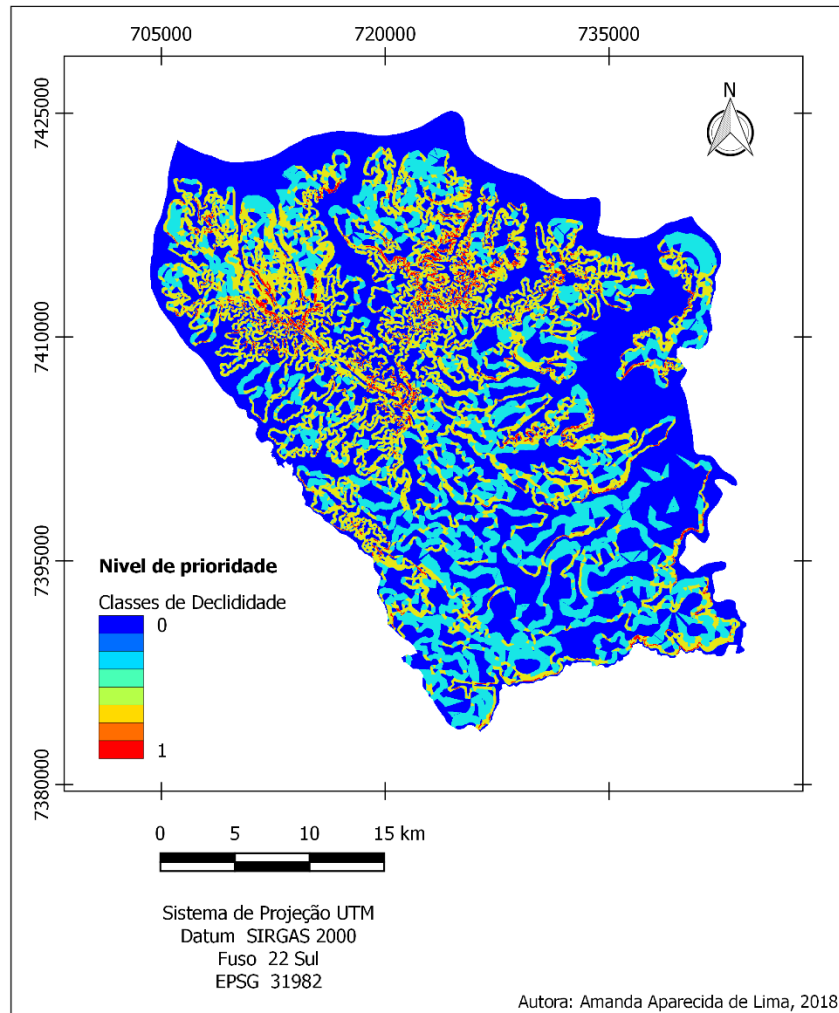 705000 720000 735000
N
7425000
7410000
7395000
7380000
Nivel de prioridade
Classes de Declididade
0
1
0 5 10 15 km
Sistema de Projeção UTM
Datum SIRGAS 2000
Fuso 22 Sul
EPSG 31982
Autora: Amanda Aparecida de Lima, 2018